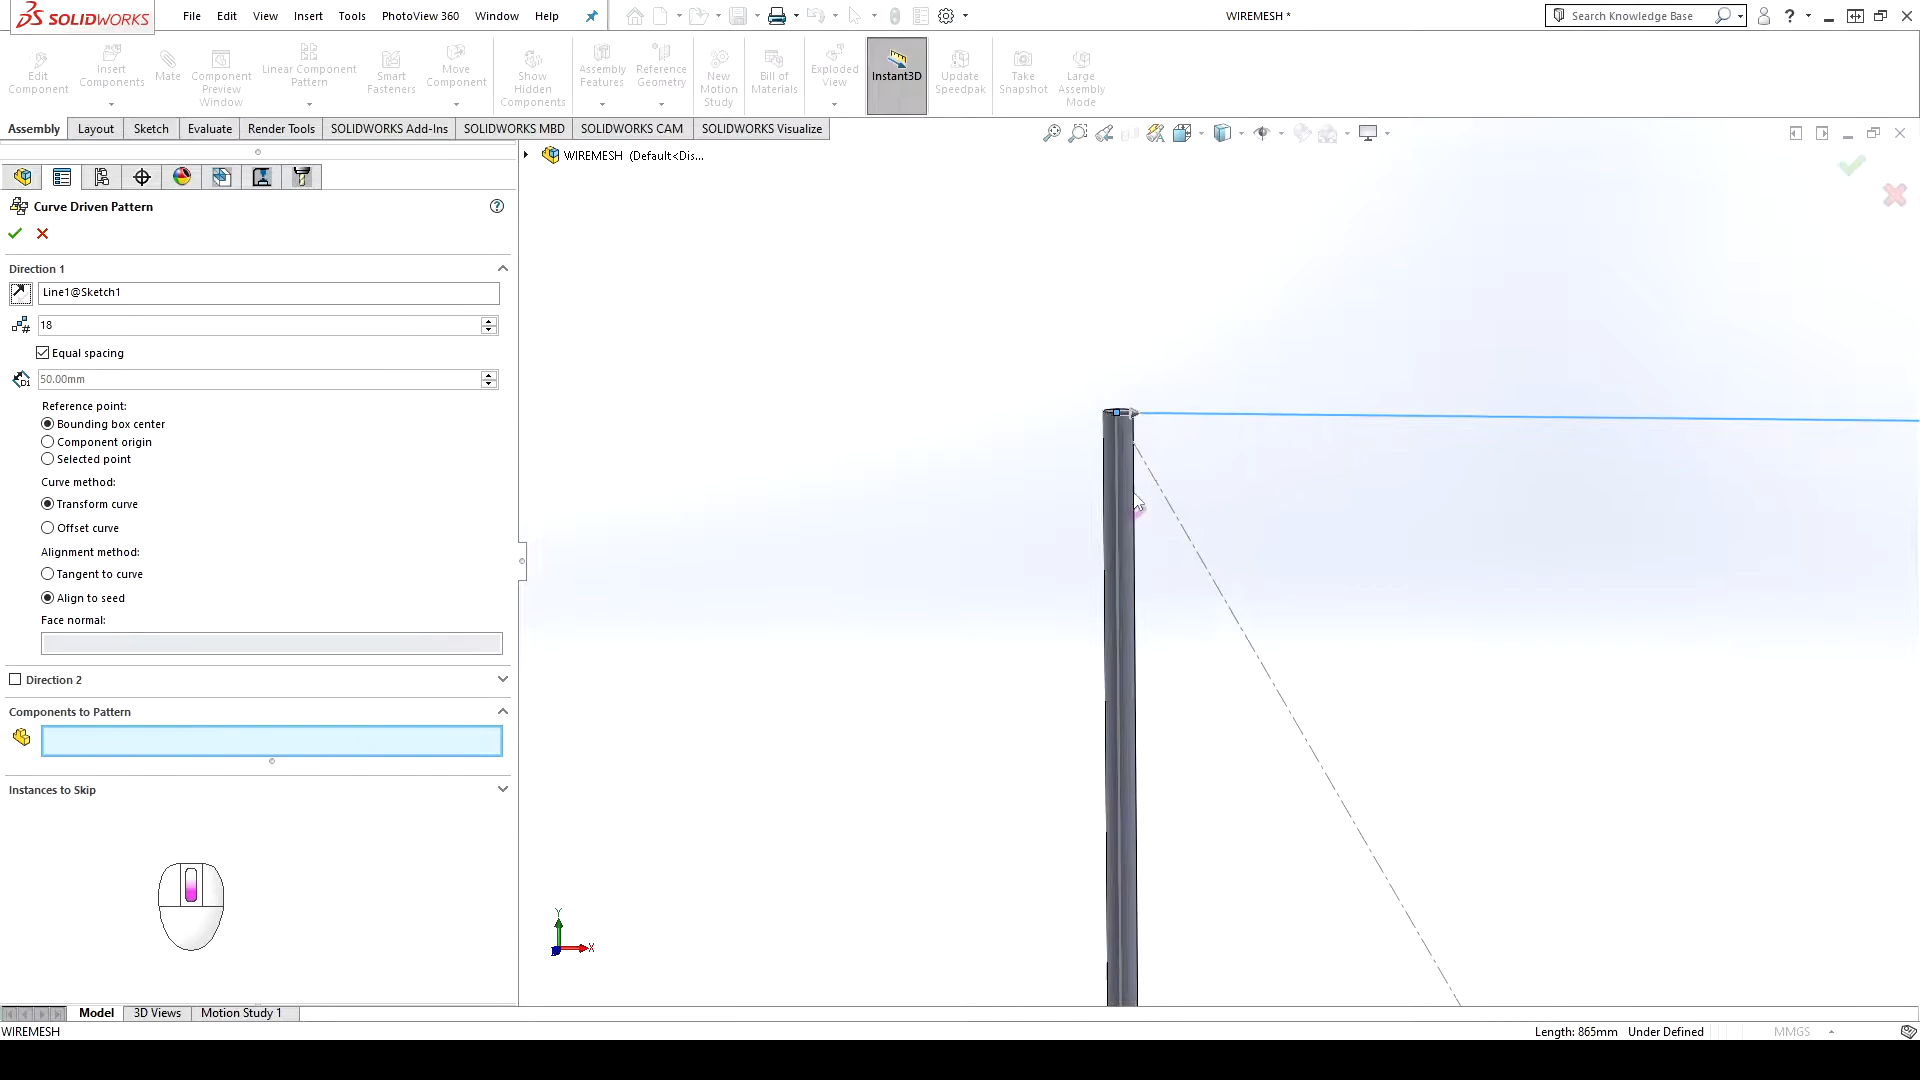 SOLIDWORKS
File Edit View Insert Tools PhotoView 360 Window Help
WIREMESH *
Search Knowledge Base
?
Edit Component
Insert Components
Mate
Component Preview Window
Linear Component Pattern
Smart Fasteners
Move Component
Show Hidden Components
Assembly Features
Reference Geometry
New Motion Study
Bill of Materials
Exploded View
Instant3D
Update Speedpak
Take Snapshot
Large Assembly Mode
Assembly Layout Sketch Evaluate Render Tools SOLIDWORKS Add-Ins SOLIDWORKS MBD SOLIDWORKS CAM SOLIDWORKS Visualize
WIREMESH (Default<Dis...
Curve Driven Pattern
?
Direction 1
Line1@Sketch1
#
18
Equal spacing
D1
50.00mm
Reference point:
Bounding box center
Component origin
Selected point
Curve method:
Transform curve
Offset curve
Alignment method:
Tangent to curve
Align to seed
Face normal:
Direction 2
Components to Pattern
Instances to Skip
Y
X
Model 3D Views Motion Study 1
WIREMESH
Length: 865mm Under Defined MMGS